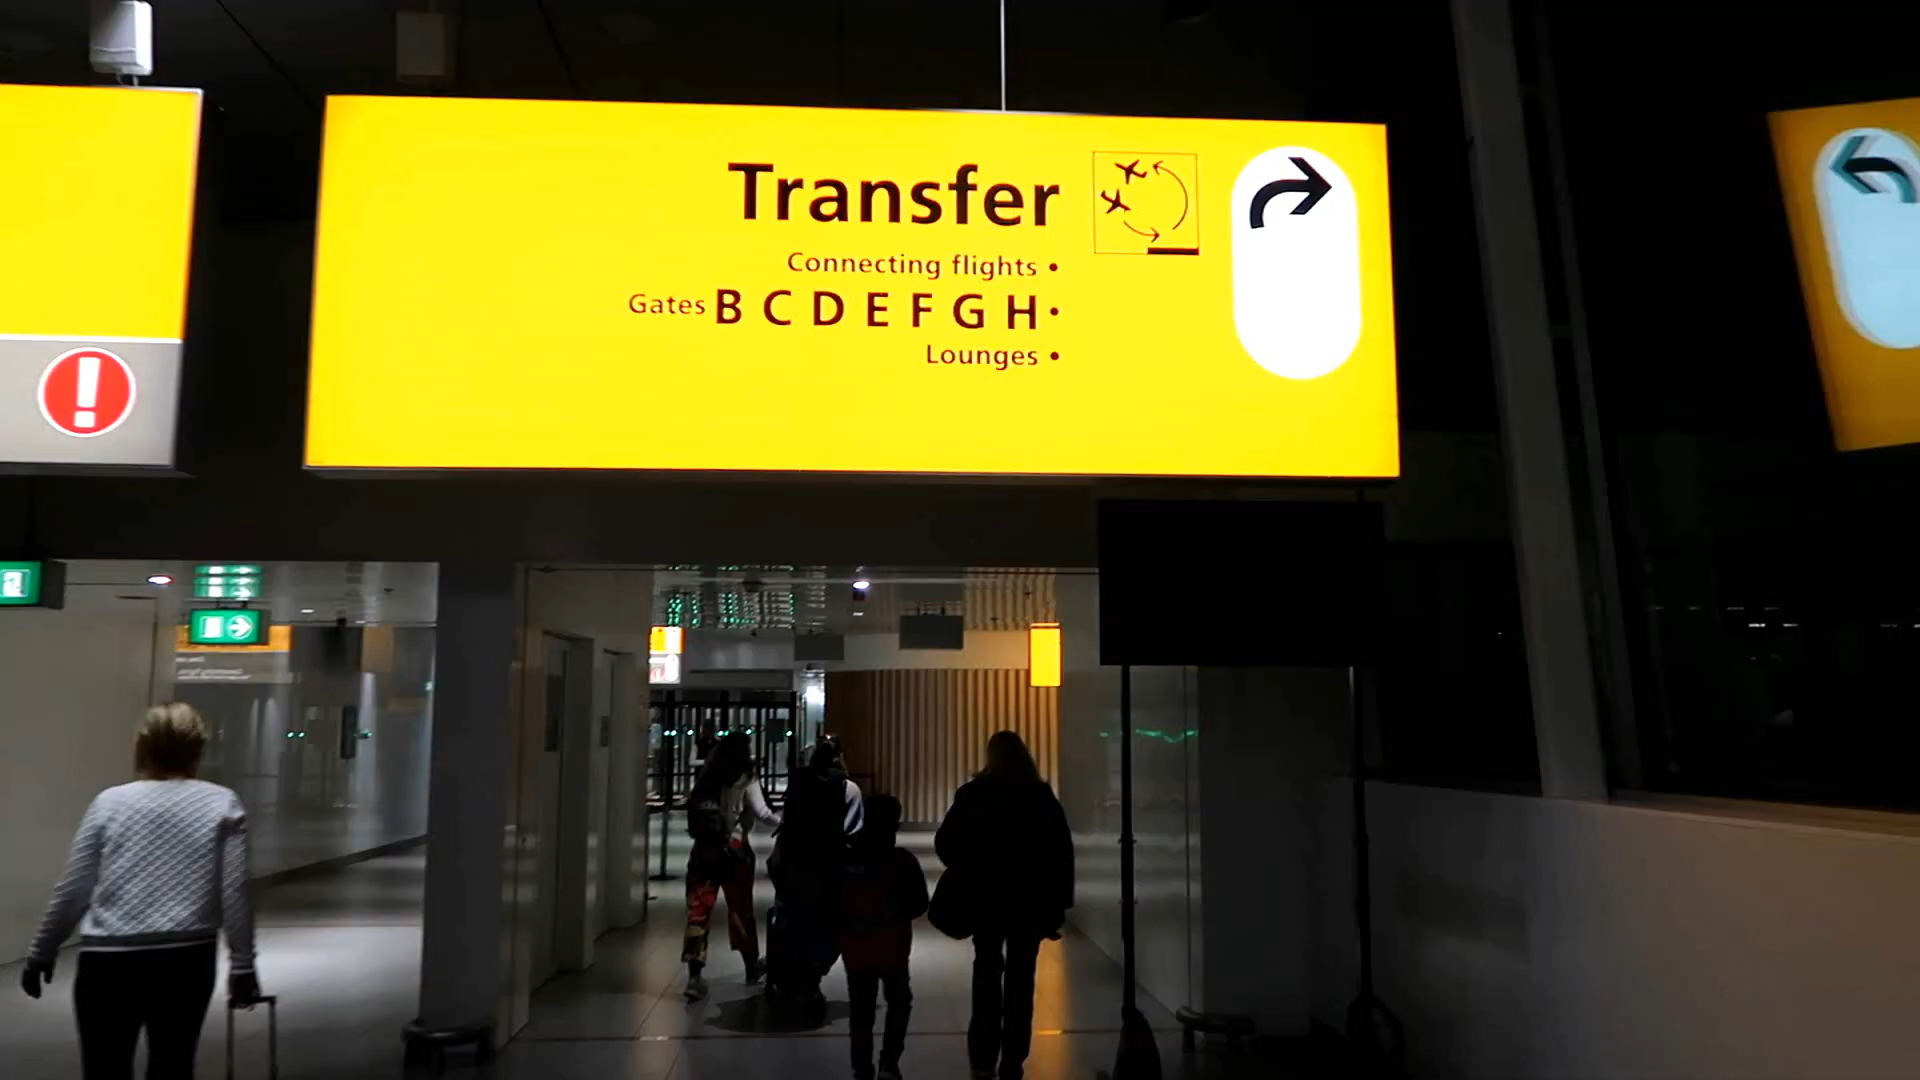 Transfer
Connecting flights •
Gates B C D E F G H •
Lounges •